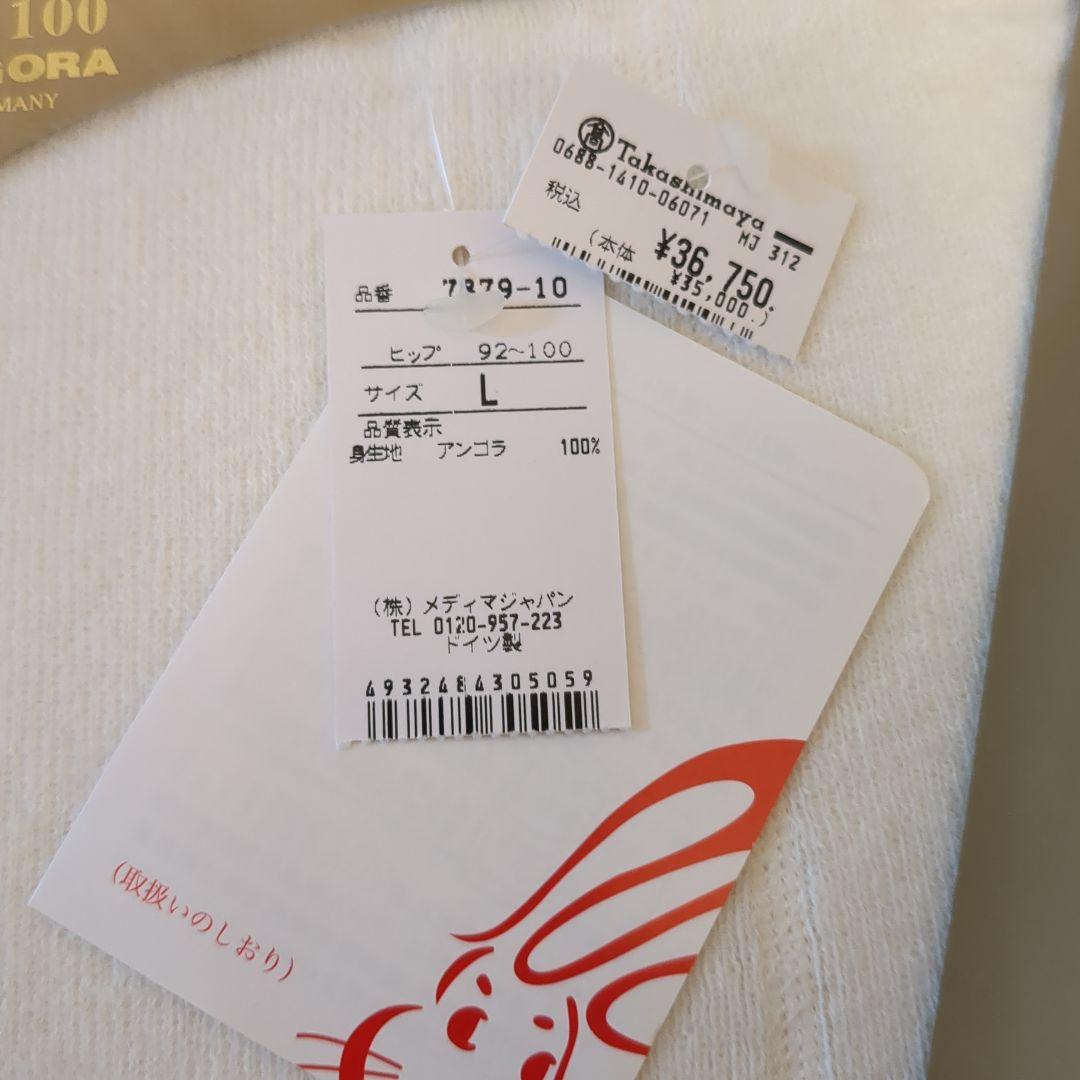 100
GORA
MANY
髙 Takashimaya
0688-1410-06071
MJ 312
税込
¥36,750.
(本体 ¥35,000.)
品番 7879-10
ヒップ 92~100
サイズ L
品質表示
身生地 アンゴラ 100%
(株)メディマジャパン
TEL 0120-957-223
ドイツ製
4932484305059
(取扱いのしおり)